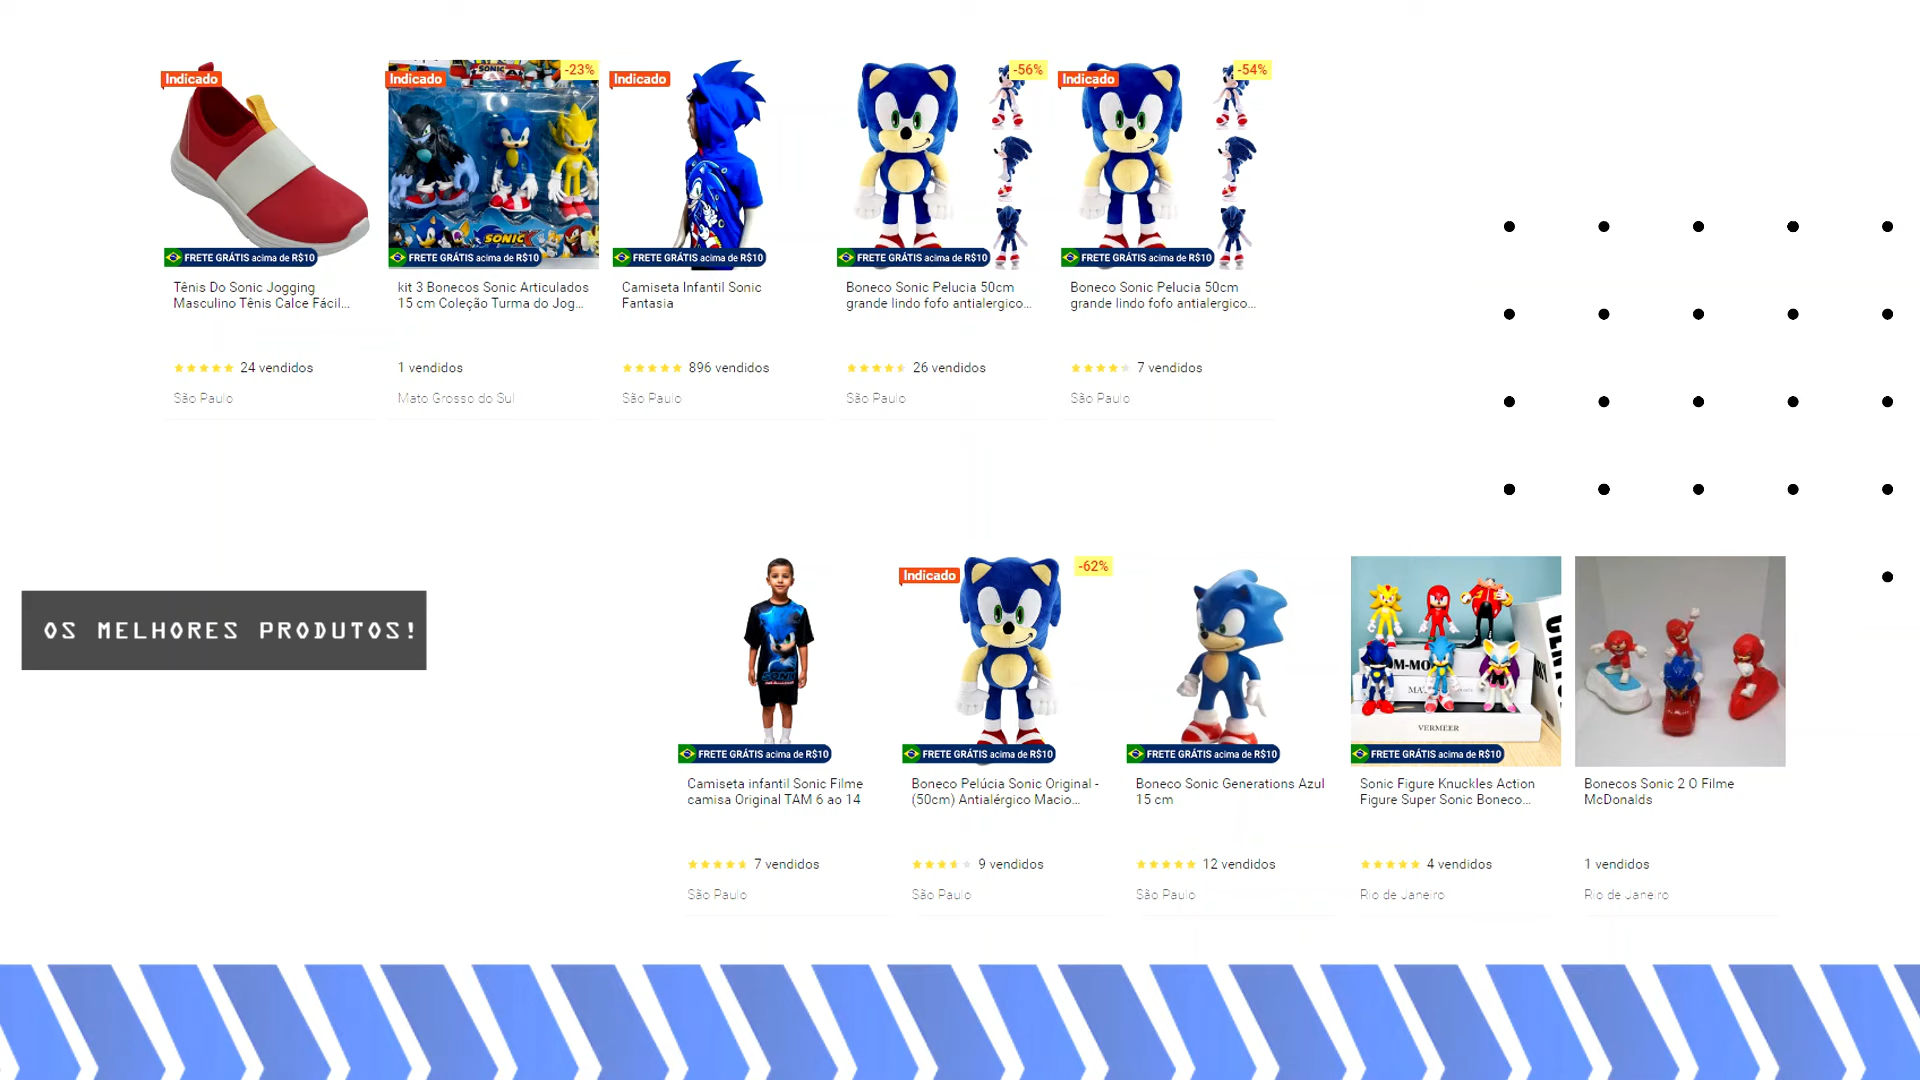 Indicado
FRETE GRÁTIS acima de R$10
Tênis Do Sonic Jogging
Masculino Tênis Calce Fácil...
24 vendidos
São Paulo
Indicado
-23%
SONIC
SONIC X
FRETE GRÁTIS acima de R$10
kit 3 Bonecos Sonic Articulados
15 cm Coleção Turma do Jog...
1 vendidos
Mato Grosso do Sul
Indicado
FRETE GRÁTIS acima de R$10
Camiseta Infantil Sonic
Fantasia
896 vendidos
São Paulo
-56%
FRETE GRÁTIS acima de R$10
Boneco Sonic Pelucia 50cm
grande lindo fofo antialergico...
26 vendidos
São Paulo
Indicado
-54%
FRETE GRÁTIS acima de R$10
Boneco Sonic Pelucia 50cm
grande lindo fofo antialergico...
7 vendidos
São Paulo
OS MELHORES PRODUTOS!
SONIC
FRETE GRÁTIS acima de R$10
Camiseta infantil Sonic Filme
camisa Original TAM 6 ao 14
7 vendidos
São Paulo
Indicado
-62%
FRETE GRÁTIS acima de R$10
Boneco Pelúcia Sonic Original -
(50cm) Antialérgico Macio...
9 vendidos
São Paulo
FRETE GRÁTIS acima de R$10
Boneco Sonic Generations Azul
15 cm
12 vendidos
São Paulo
VERMEER
FRETE GRÁTIS acima de R$10
Sonic Figure Knuckles Action
Figure Super Sonic Boneco...
4 vendidos
Rio de Janeiro
Bonecos Sonic 2 O Filme
McDonalds
1 vendidos
Rio de Janeiro